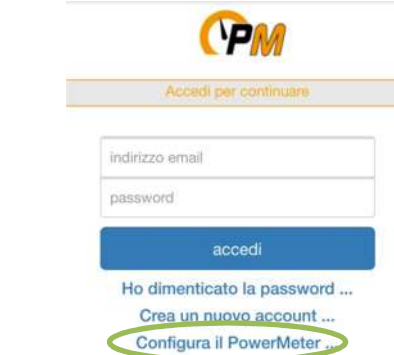 PM
Accedi per continuare
indirizzo email
password
accedi
Ho dimenticato la password ...
Crea un nuovo account ...
Configura il PowerMeter ...